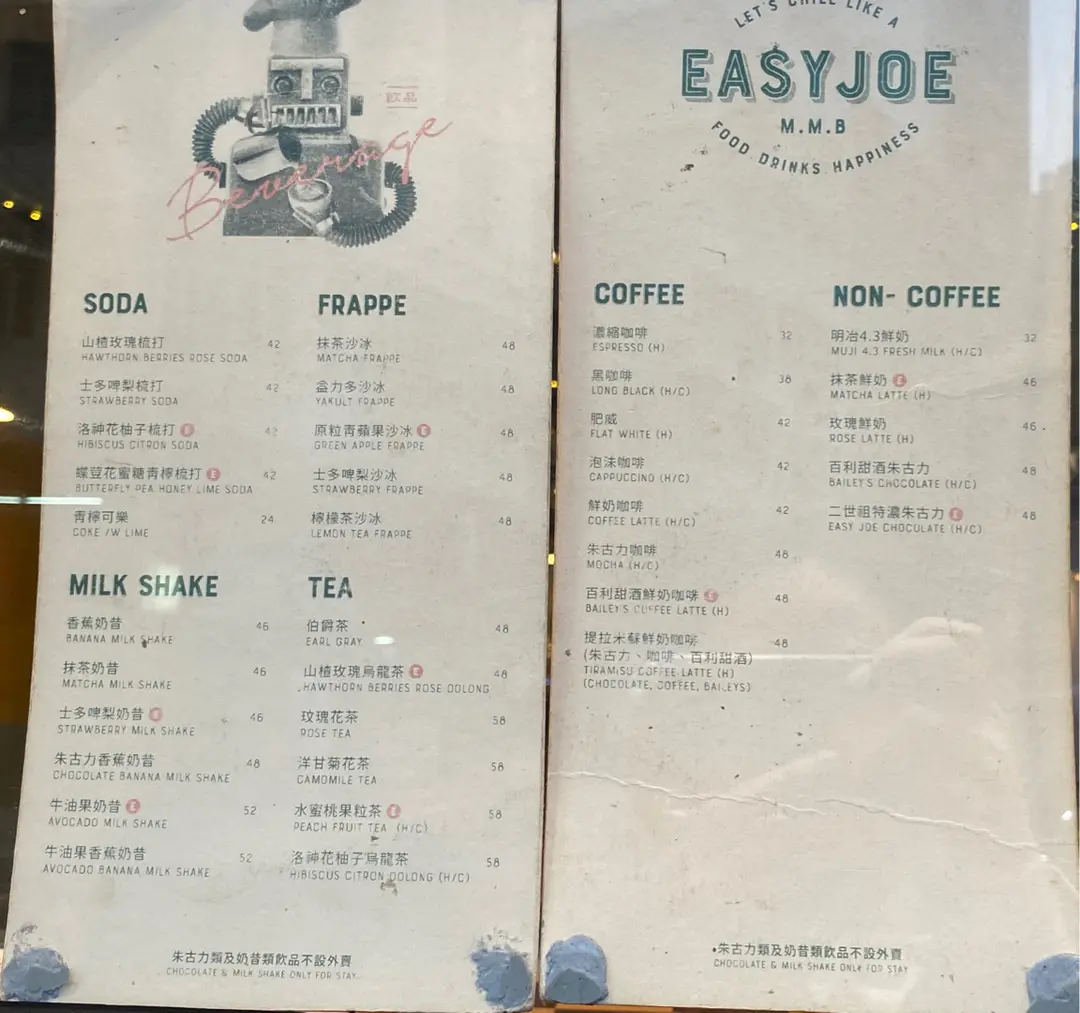 飲品
Beverage
SODA
山楂玫瑰梳打 42
HAWTHORN BERRIES ROSE SODA
士多啤梨梳打 42
STRAWBERRY SODA
洛神花柚子梳打 E 42
HIBISCUS CITRON SODA
蝶荳花蜜糖青檸梳打 E 42
BUTTERFLY PEA HONEY LIME SODA
青檸可樂 24
COKE /W LIME
FRAPPE
抹茶沙冰 48
MATCHA FRAPPE
益力多沙冰 48
YAKULT FRAPPE
原粒青蘋果沙冰 E 48
GREEN APPLE FRAPPE
士多啤梨沙冰 48
STRAWBERRY FRAPPE
檸檬茶沙冰 48
LEMON TEA FRAPPE
MILK SHAKE
香蕉奶昔 46
BANANA MILK SHAKE
抹茶奶昔 46
MATCHA MILK SHAKE
士多啤梨奶昔 E 46
STRAWBERRY MILK SHAKE
朱古力香蕉奶昔 48
CHOCOLATE BANANA MILK SHAKE
牛油果奶昔 E 52
AVOCADO MILK SHAKE
牛油果香蕉奶昔 52
AVOCADO BANANA MILK SHAKE
TEA
伯爵茶 48
EARL GRAY
山楂玫瑰烏龍茶 E 48
HAWTHORN BERRIES ROSE OOLONG
玫瑰花茶 58
ROSE TEA
洋甘菊花茶 58
CAMOMILE TEA
水蜜桃果粒茶 E 58
PEACH FRUIT TEA (H/C)
洛神花柚子烏龍茶 58
HIBISCUS CITRON OOLONG (H/C)
朱古力類及奶昔類飲品不設外賣
CHOCOLATE & MILK SHAKE ONLY FOR STAY
LET'S CHILL LIKE A
EA$YJOE
M.M.B
FOOD DRINKS HAPPINESS
COFFEE
濃縮咖啡 32
ESPRESSO (H)
黑咖啡 38
LONG BLACK (H/C)
肥威 42
FLAT WHITE (H)
泡沫咖啡 42
CAPPUCCINO (H/C)
鮮奶咖啡 42
COFFEE LATTE (H/C)
朱古力咖啡 48
MOCHA (H/C)
百利甜酒鮮奶咖啡 E 48
BAILEY'S COFFEE LATTE (H)
提拉米蘇鮮奶咖啡 48
(朱古力、咖啡、百利甜酒)
TIRAMISU COFFEE LATTE (H)
(CHOCOLATE, COFFEE, BAILEYS)
NON- COFFEE
明治4.3鮮奶 32
MUJI 4.3 FRESH MILK (H/C)
抹茶鮮奶 E 46
MATCHA LATTE (H)
玫瑰鮮奶 46
ROSE LATTE (H)
百利甜酒朱古力 48
BAILEY'S CHOCOLATE (H/C)
二世祖特濃朱古力 E 48
EASY JOE CHOCULATE (H/C)
朱古力類及奶昔類飲品不設外賣
CHOCOLATE & MILK SHAKE ONLY FOR STAY